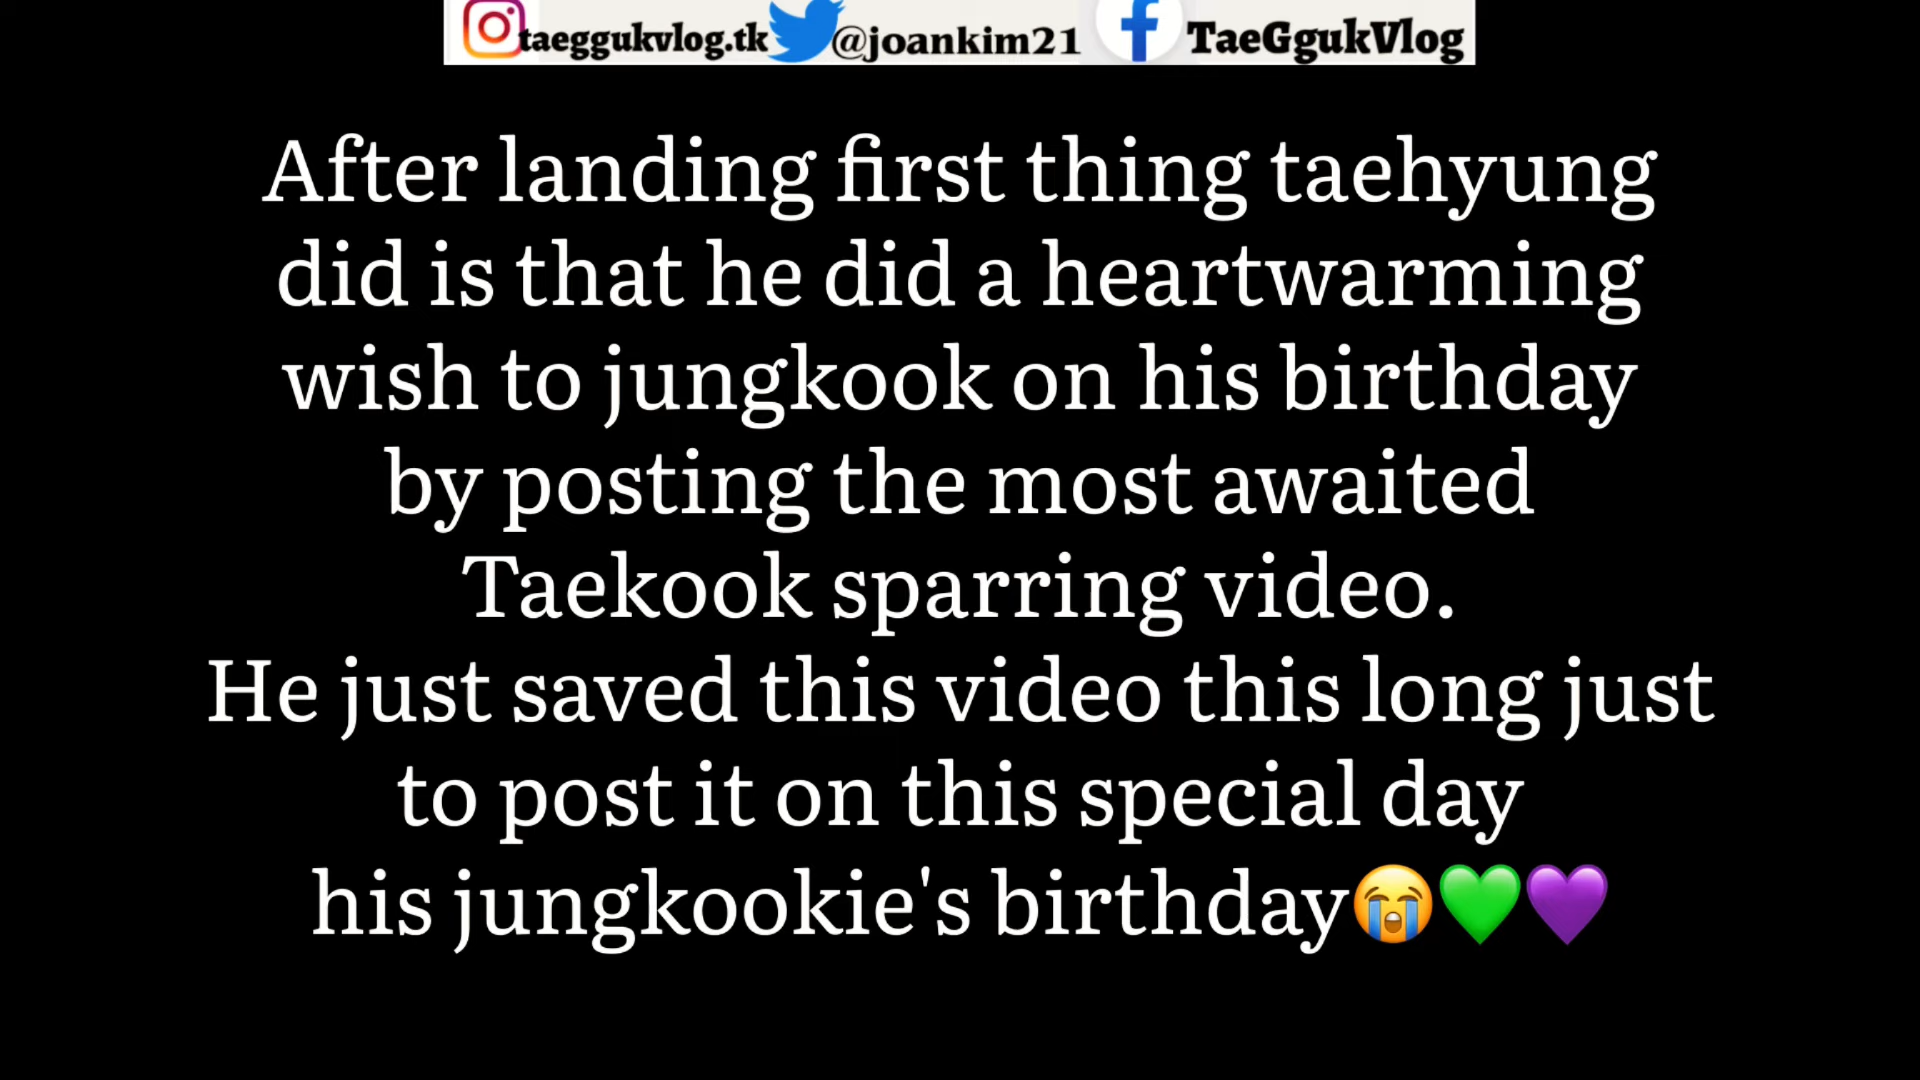 taeggukvlog.tk @joankim21 TaeGgukVlog
After landing first thing taehyung
did is that he did a heartwarming
wish to jungkook on his birthday
by posting the most awaited
Taekook sparring video.
He just saved this video this long just
to post it on this special day
his jungkookie's birthday😭💚💜